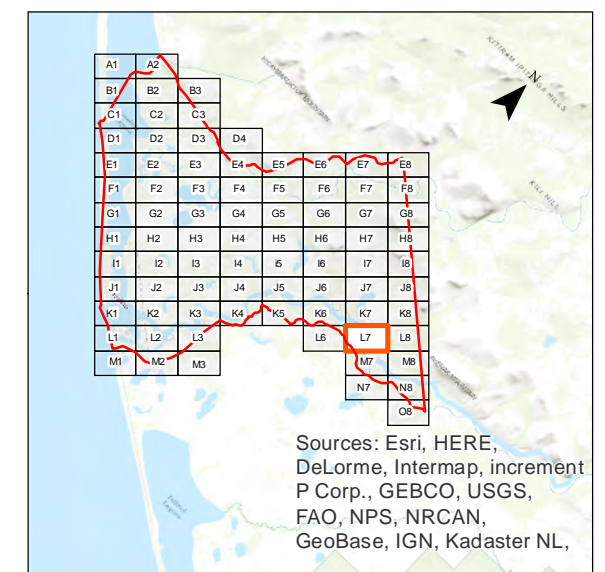 A1 A2
B1 B2 B3
C1 C2 C3
D1 D2 D3 D4
E1 E2 E3 E4 E5 E6 E7 E8
F1 F2 F3 F4 F5 F6 F7 F8
G1 G2 G3 G4 G5 G6 G7 G8
H1 H2 H3 H4 H5 H6 H7 H8
I1 I2 I3 I4 i5 I6 I7 I8
J1 J2 J3 J4 J5 J6 J7 J8
K1 K2 K3 K4 K5 K6 K7 K8
L1 L2 L3 L6 L7 L8
M1 M2 M3 M7 M8
N7 N8
O8
N
HILLS
KILI HILL
Sources: Esri, HERE,
DeLorme, Intermap, increment
P Corp., GEBCO, USGS,
FAO, NPS, NRCAN,
GeoBase, IGN, Kadaster NL,